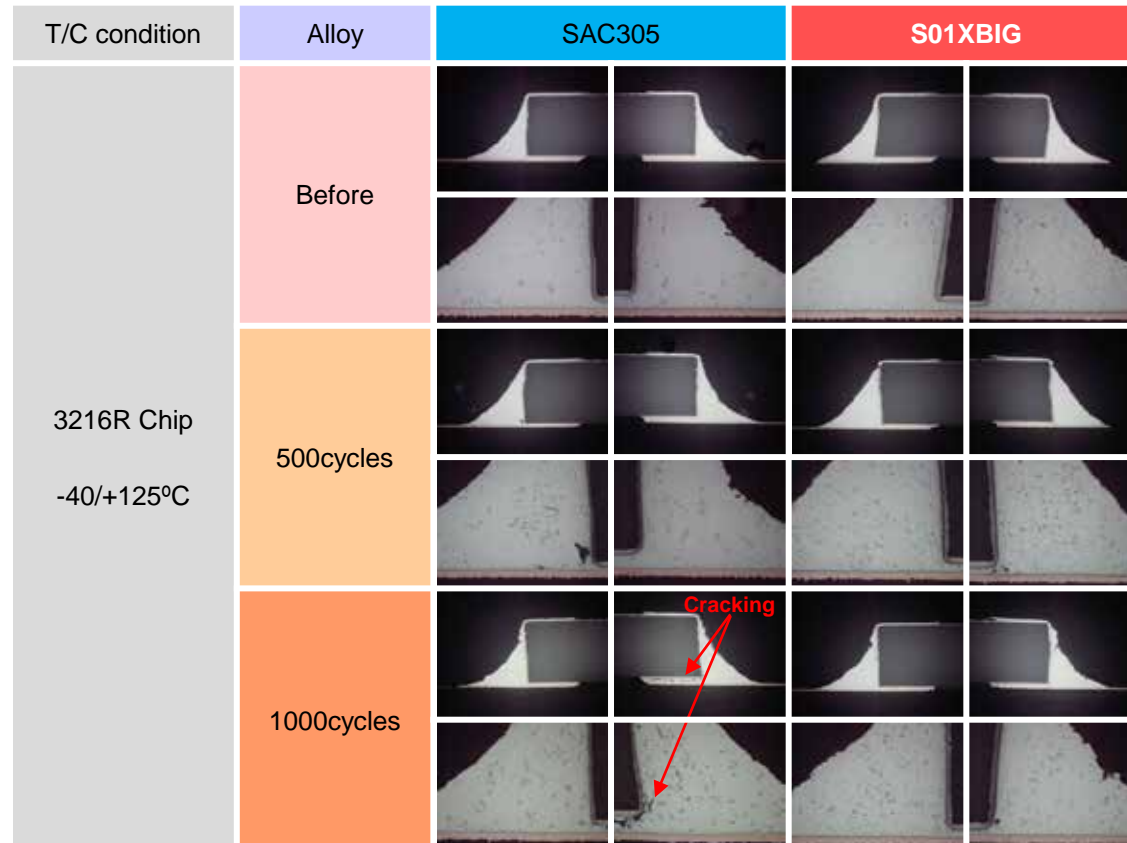 T/C condition
Alloy
SAC305
S01XBIG
3216R Chip
-40/+125ºC
Before
500cycles
1000cycles
Cracking